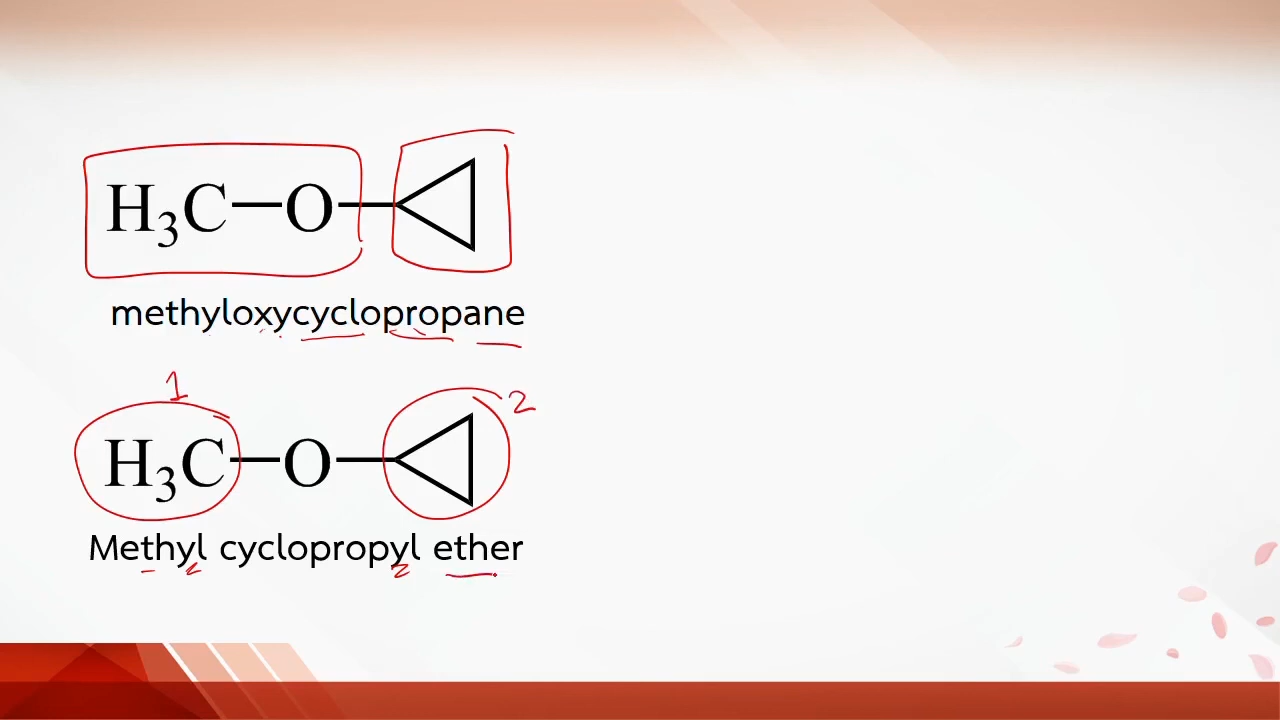 H₃C—O—
methyloxycyclopropane
1
2
H₃C—O—
Methyl cyclopropyl ether